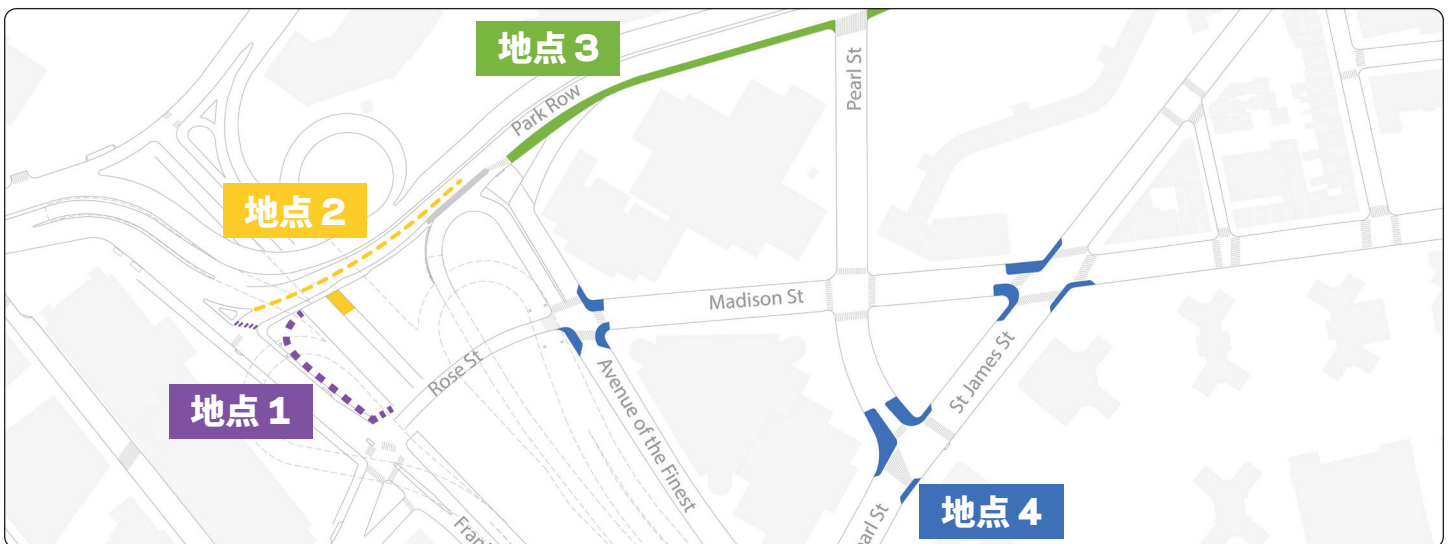 地点 3
Park Row
Pearl St
地点 2
Madison St
地点 1
Rose St
Avenue of the Finest
St James St
地点 4